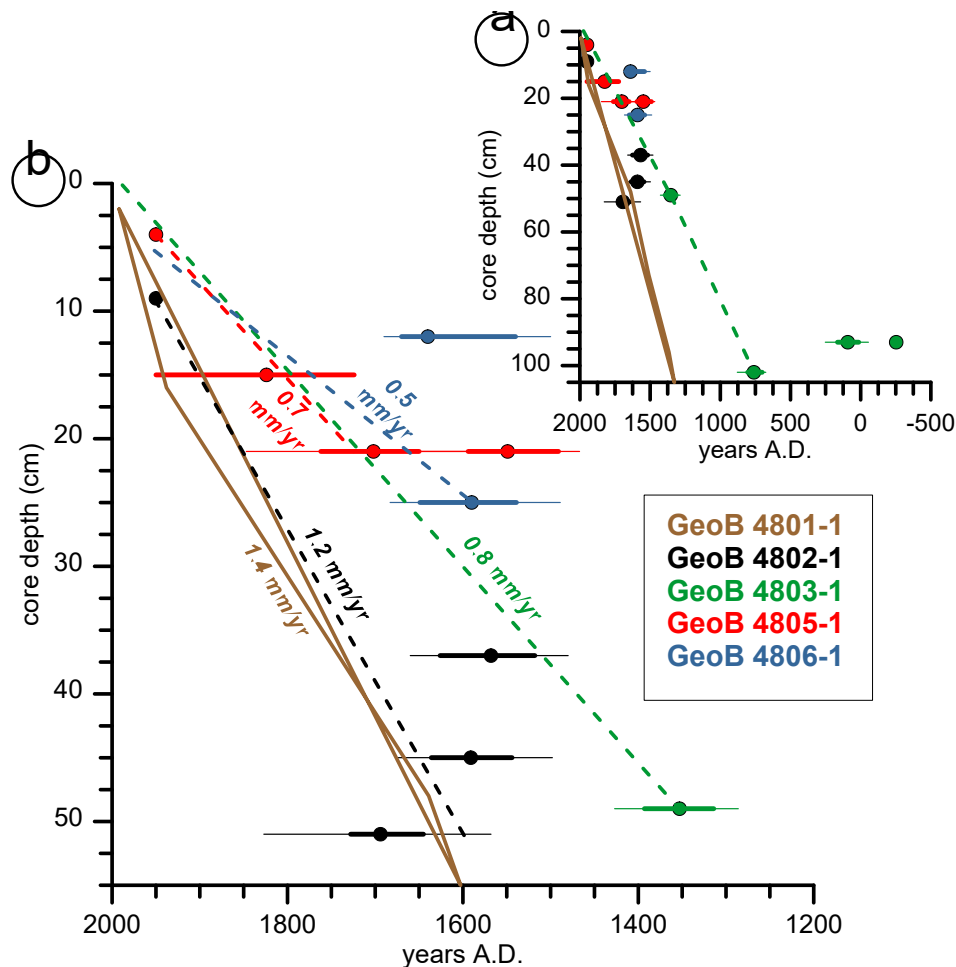 a
0
20
40
60
80
100
core depth (cm)
2000 1500 1000 500 0 -500
years A.D.
b
0
10
20
30
40
50
core depth (cm)
0.5
mm/yr
0.7
mm/yr
0.8 mm/yr
1.2 mm/yr
1.4 mm/yr
GeoB 4801-1
GeoB 4802-1
GeoB 4803-1
GeoB 4805-1
GeoB 4806-1
2000 1800 1600 1400 1200
years A.D.